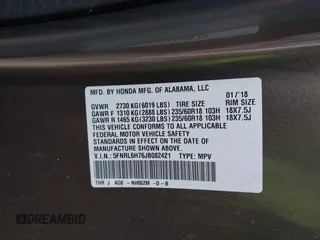 MFD. BY HONDA MFG. OF ALABAMA, LLC
01/'18
GVWR 2730 KG(6019 LBS) TIRE SIZE RIM SIZE
GAWR F 1310 KG(2888 LBS)235/60R18 103H 18X7.5J
GAWR R 1465 KG(3230 LBS)235/60R18 103H 18X7.5J
THIS VEHICLE CONFORMS TO ALL APPLICABLE
FEDERAL MOTOR VEHICLE
SAFETY STANDARDS IN EFFECT ON THE DATE
OF MANUFACTURE SHOWN ABOVE.
V.I.N.: 5FNRL6H76JB082421 TYPE: MPV
THR J AG0 -NH862M -D-B
DREAMBID